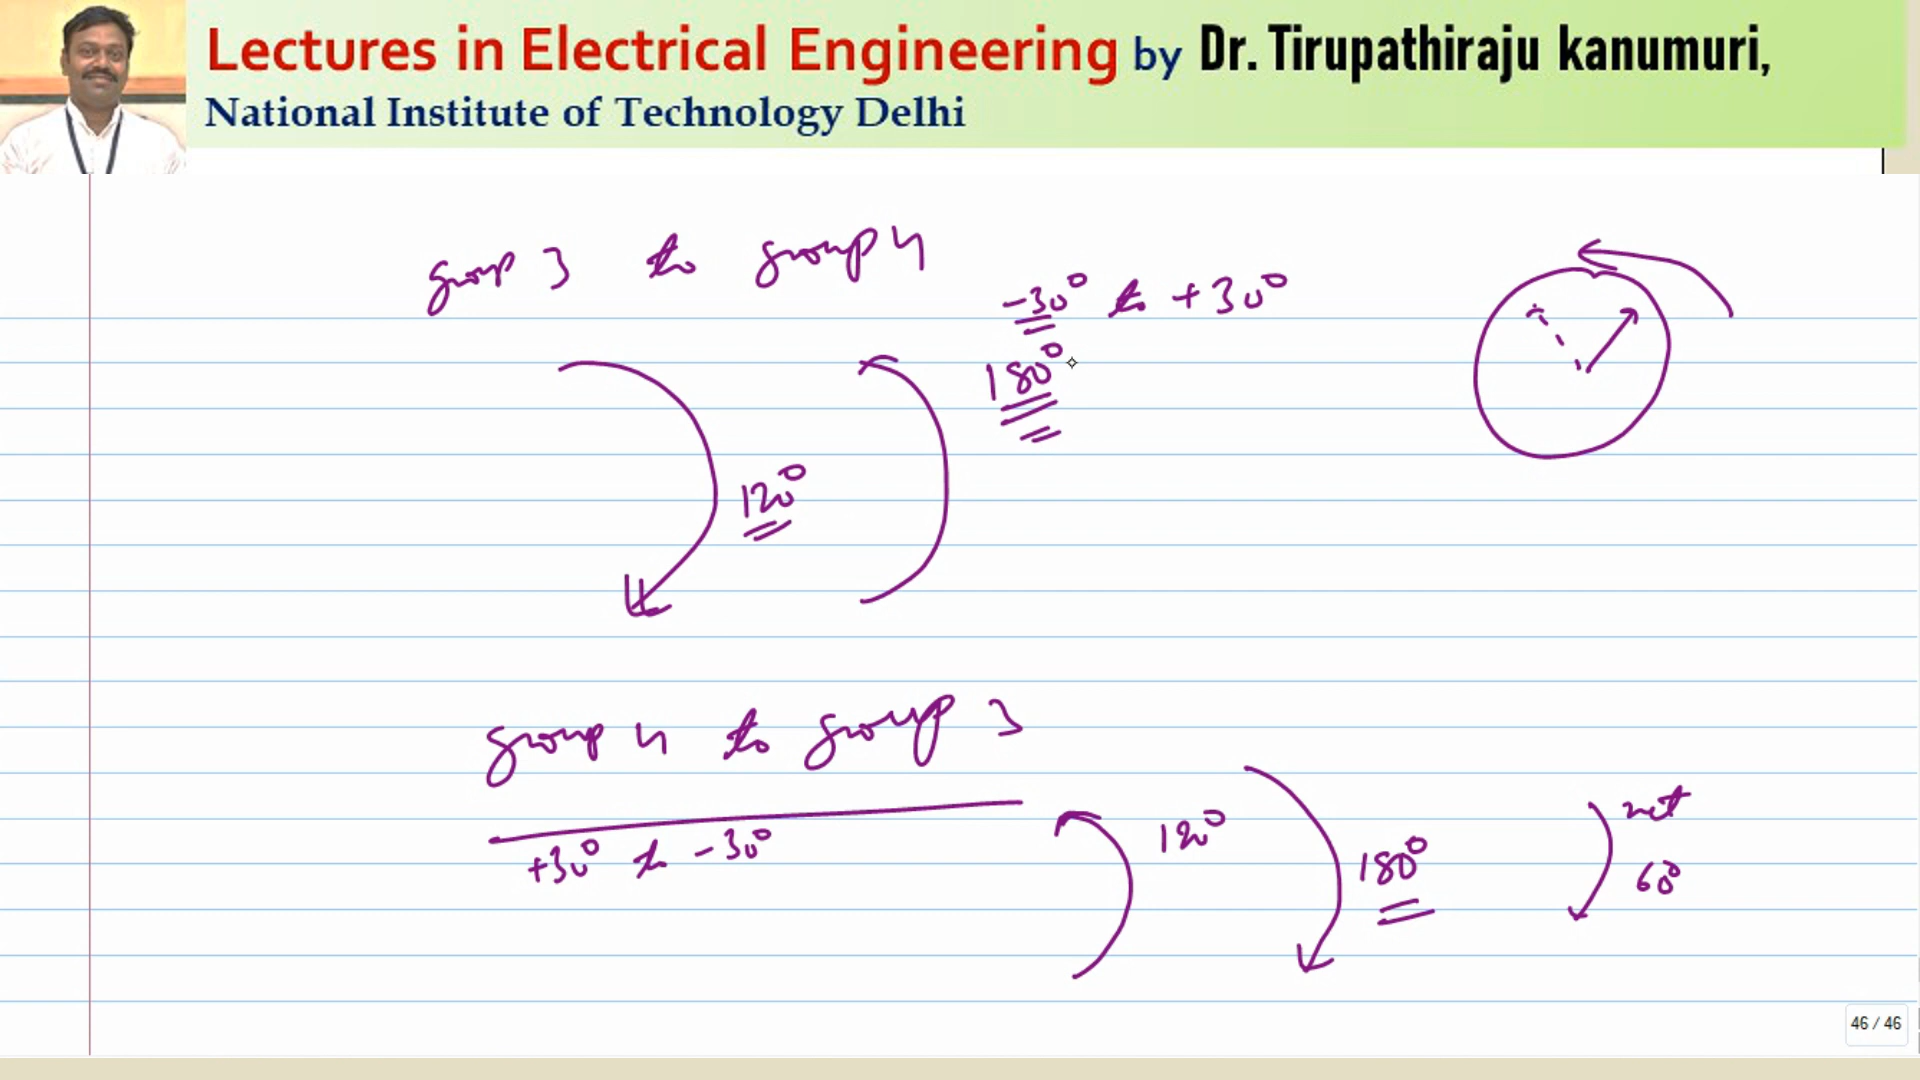 Lectures in Electrical Engineering by Dr. Tirupathiraju kanumuri,
National Institute of Technology Delhi
group 3 to group 4
-30° to +30°
180°
120°
group 4 to group 3
+30° to -30°
120°
180°
net
60°
46 / 46